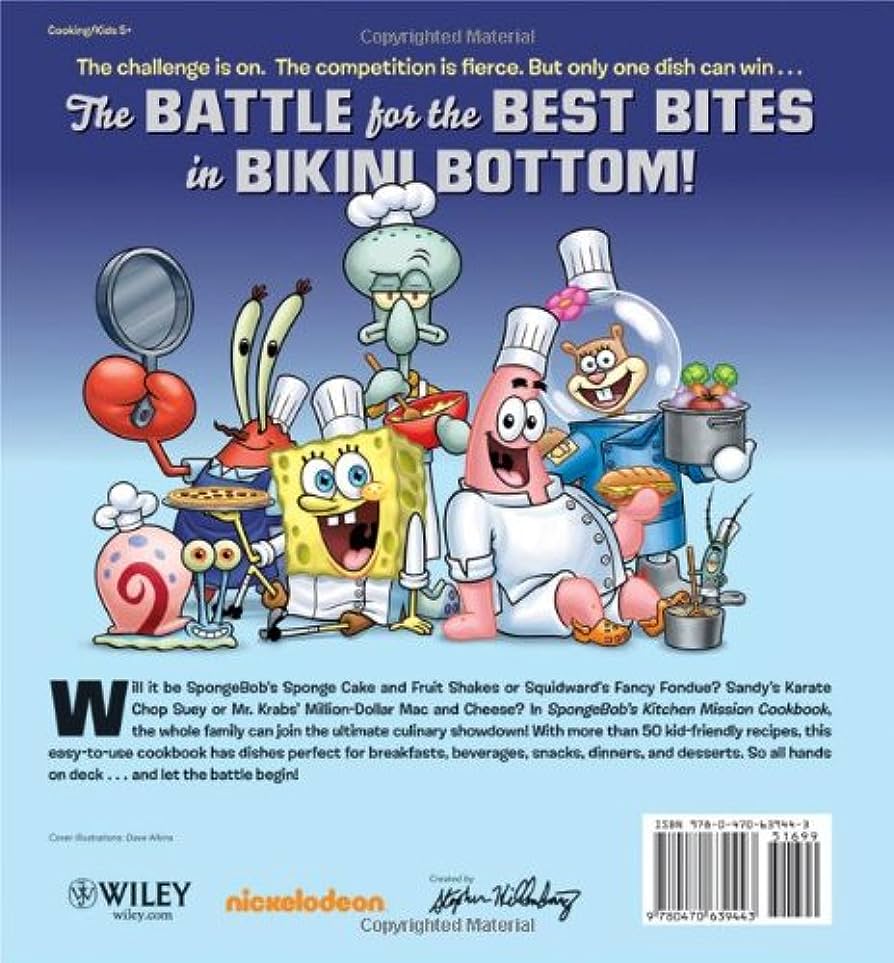 Cooking/Kids 5+
Copyrighted Material
The challenge is on. The competition is fierce. But only one dish can win . . .
The BATTLE for the BEST BITES
in BIKINI BOTTOM!
Will it be SpongeBob's Sponge Cake and Fruit Shakes or Squidward's Fancy Fondue? Sandy's Karate
Chop Suey or Mr. Krabs' Million-Dollar Mac and Cheese? In SpongeBob's Kitchen Mission Cookbook,
the whole family can join the ultimate culinary showdown! With more than 50 kid-friendly recipes, this
easy-to-use cookbook has dishes perfect for breakfasts, beverages, snacks, dinners, and desserts. So all hands
on deck . . . and let the battle begin!
Cover illustrations: Dave Aikins
ISBN 978-0-470-63944-3
51699
9 780470 639443
WILEY
wiley.com
nickelodeon
Created by
Stephen Hillenburg
Copyrighted Material